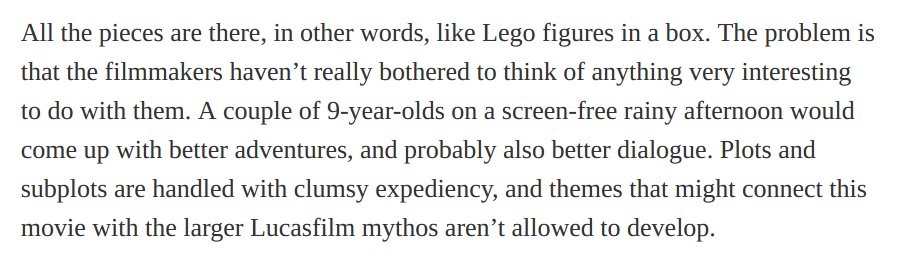 All the pieces are there, in other words, like Lego figures in a box. The problem is
that the filmmakers haven’t really bothered to think of anything very interesting
to do with them. A couple of 9-year-olds on a screen-free rainy afternoon would
come up with better adventures, and probably also better dialogue. Plots and
subplots are handled with clumsy expediency, and themes that might connect this
movie with the larger Lucasfilm mythos aren’t allowed to develop.